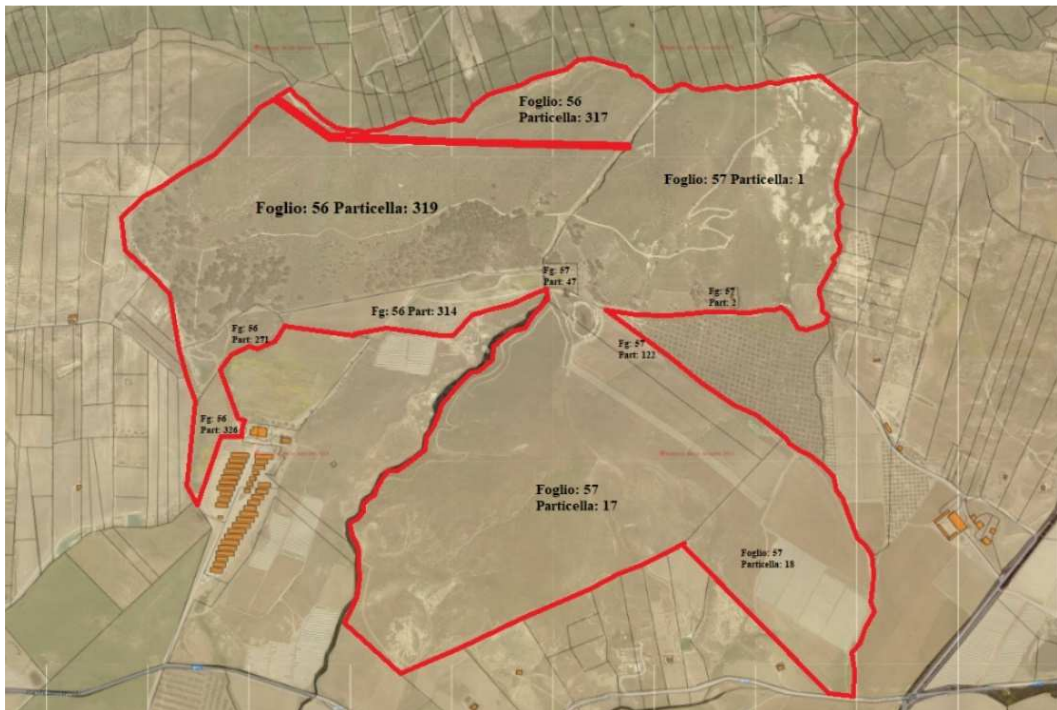 Foglio: 56
Particella: 317
Foglio: 57 Particella: 1
Foglio: 56 Particella: 319
Fg: 57
Part: 47
Fg: 57
Part: 2
Fg: 56 Part: 314
Fg: 56
Part: 271
Fg: 57
Part: 122
Fg: 56
Part: 326
Foglio: 57
Particella: 17
Foglio: 57
Particella: 18